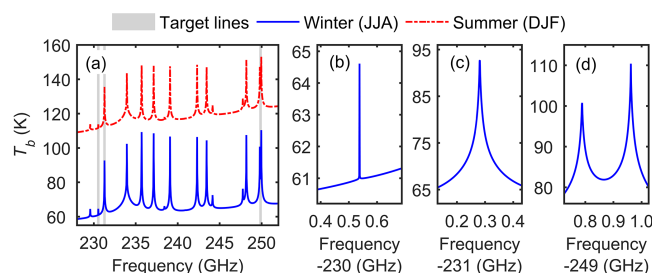 Target lines Winter (JJA) Summer (DJF)
T_b (K)
160
140
120
100
80
60
(a)
230 235 240 245 250
Frequency (GHz)
65
64
63
62
61
(b)
0.4 0.5 0.6
Frequency
-230 (GHz)
95
85
75
65
(c)
0.2 0.3 0.4
Frequency
-231 (GHz)
110
100
90
80
(d)
0.8 0.9 1.0
Frequency
-249 (GHz)